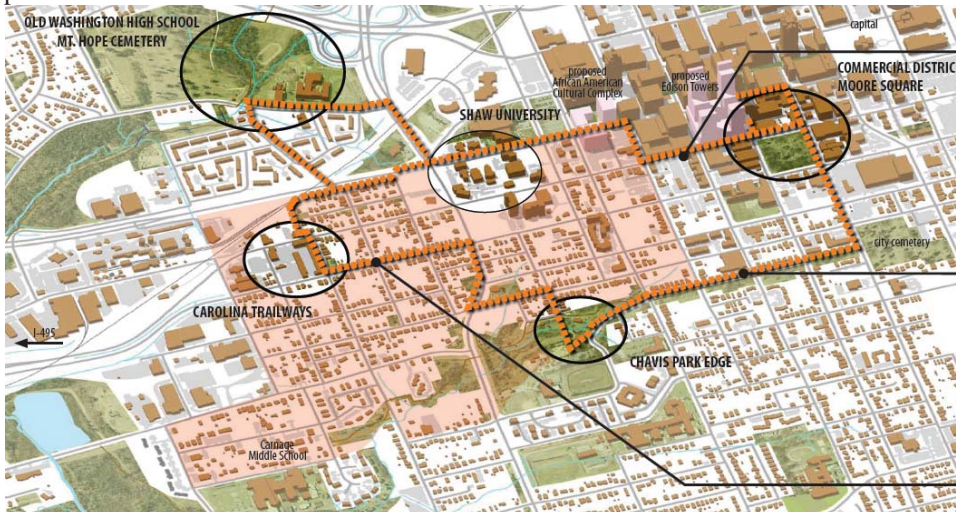 OLD WASHINGTON HIGH SCHOOL
MT. HOPE CEMETERY
capital
proposed
African American
Cultural Complex
proposed
Edison Towers
COMMERCIAL DISTRIC
MOORE SQUARE
SHAW UNIVERSITY
city cemetery
CAROLINA TRAILWAYS
I-495
CHAVIS PARK EDGE
Carnage
Middle School